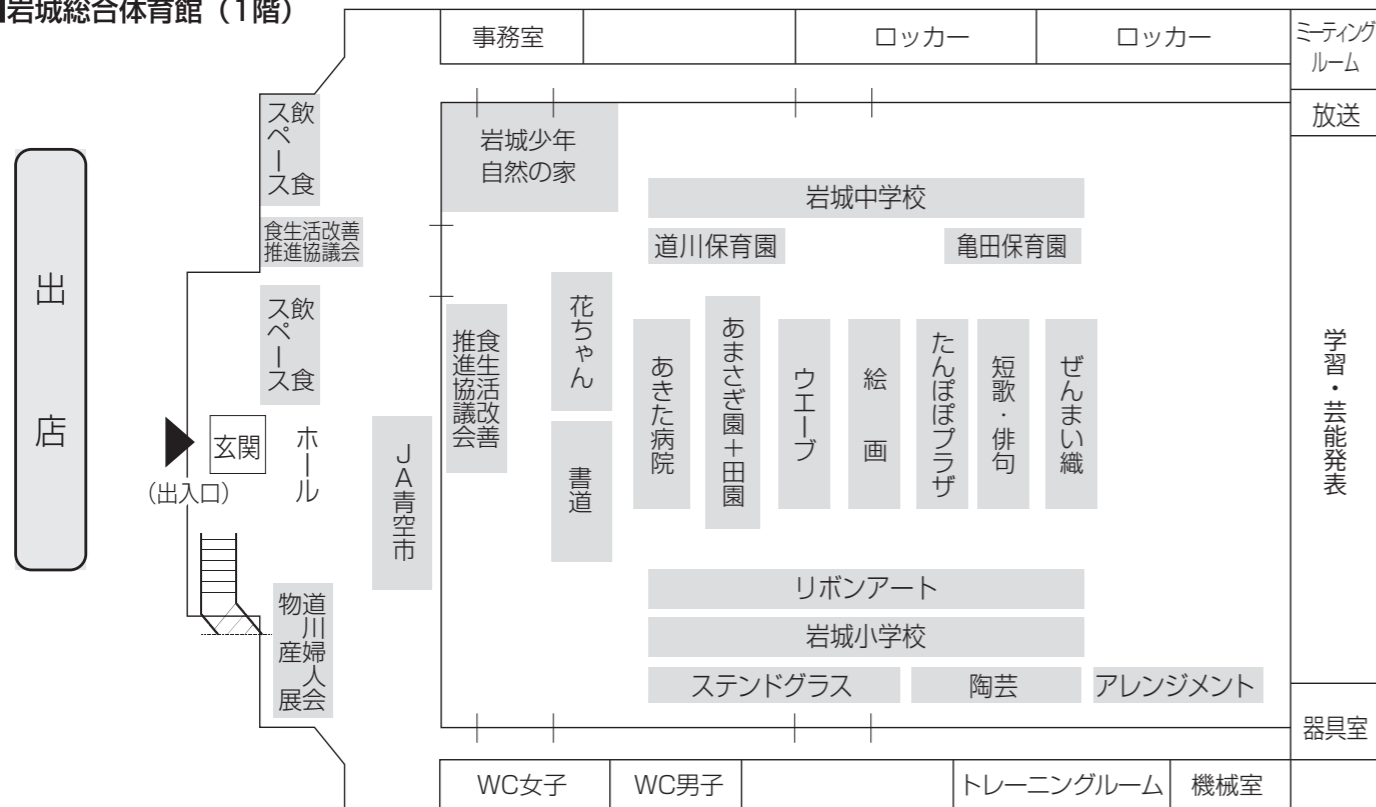 岩城総合体育館（1階）
事務室
ロッカー
ロッカー
ミーティング
ルーム
放送
飲食
スペース
岩城少年
自然の家
岩城中学校
食生活改善
推進協議会
道川保育園
亀田保育園
出店
飲食
スペース
食生活改善
推進協議会
花ちゃん
書道
あきた病院
あまさぎ園＋田園
ウエーブ
絵画
たんぽぽプラザ
短歌・俳句
ぜんまい織
学習・芸能発表
玄関
（出入口）
ホール
JA青空市
道川婦人会
物産展
リボンアート
岩城小学校
ステンドグラス
陶芸
アレンジメント
器具室
WC女子
WC男子
トレーニングルーム
機械室